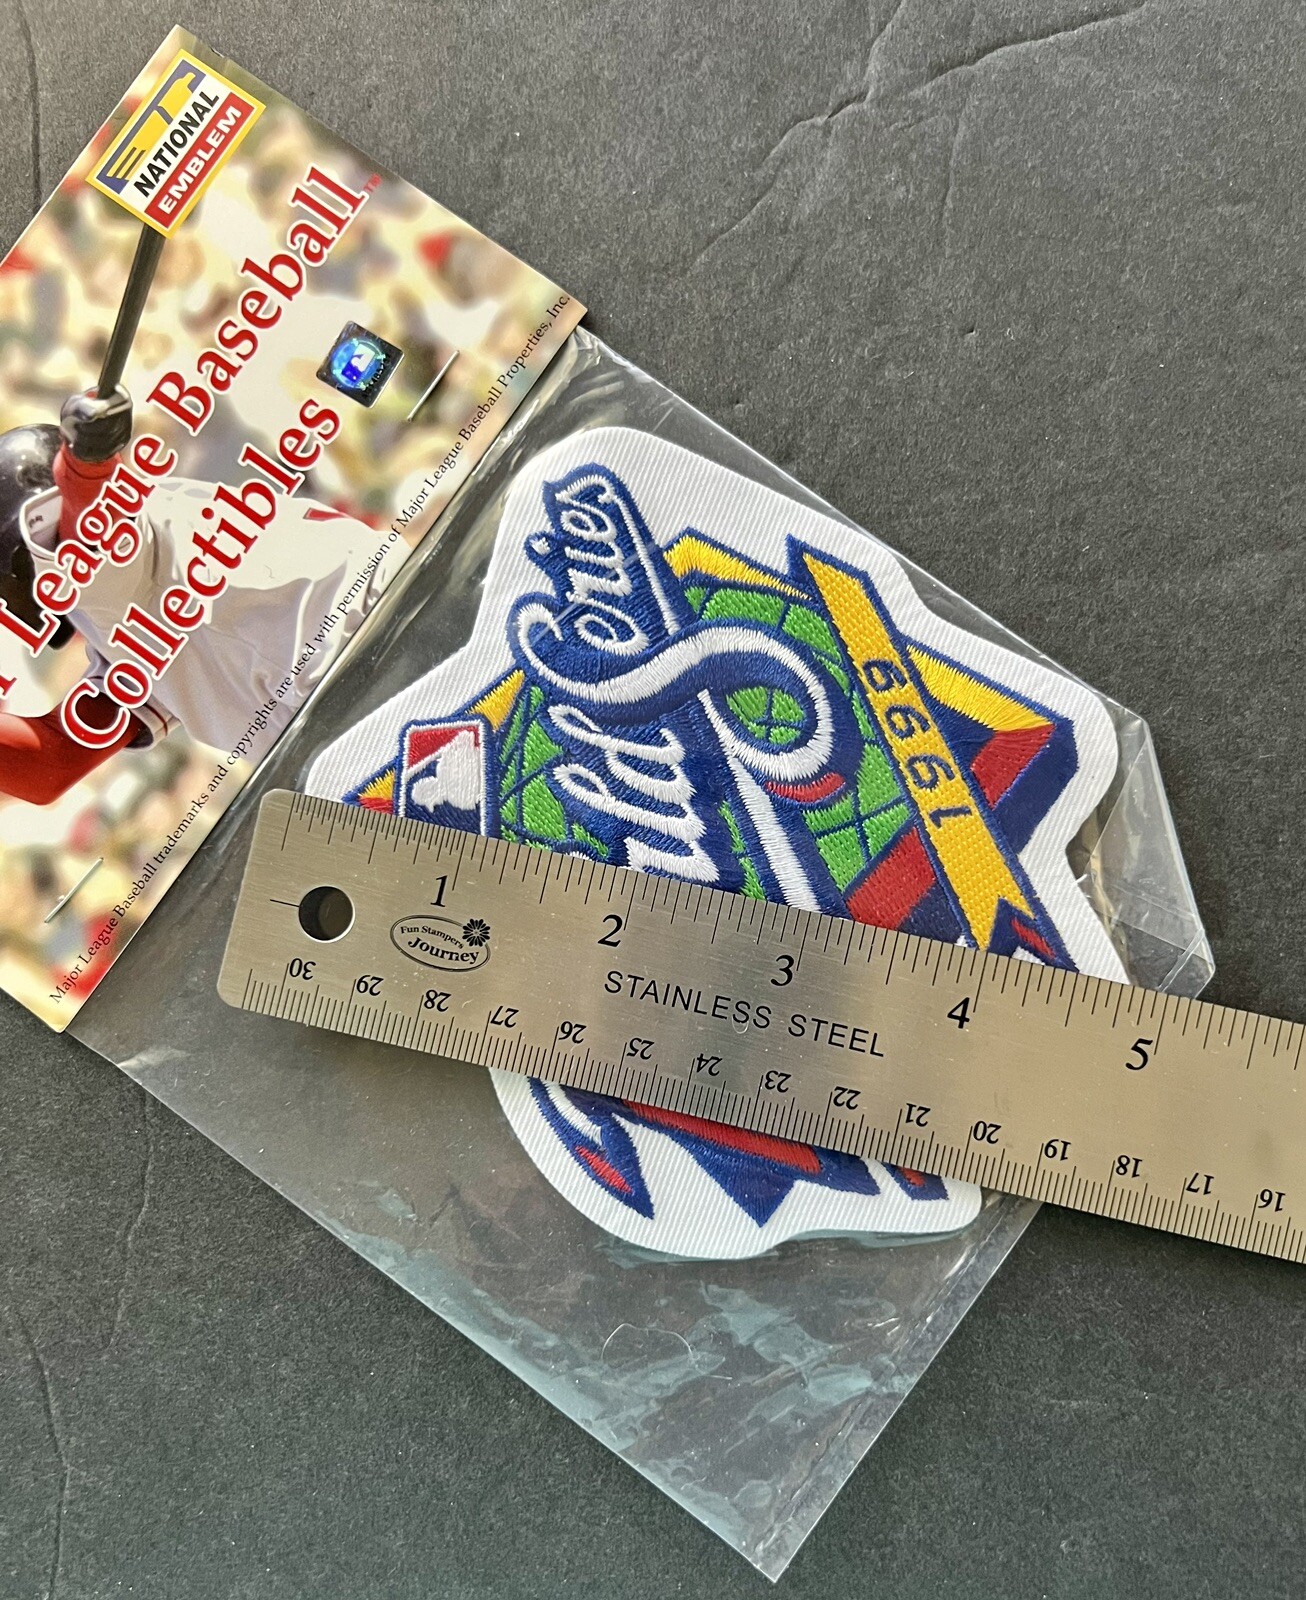 NATIONAL
EMBLEM
League Baseball™
Collectibles
Major League Baseball trademarks and copyrights are used with permission of Major League Baseball Properties, Inc.
Series
rld
1999
1 2 3 4 5
Fun Stampers
Journey
STAINLESS STEEL
30 29 28 27 26 25 24 23 22 21 20 19 18 17 16